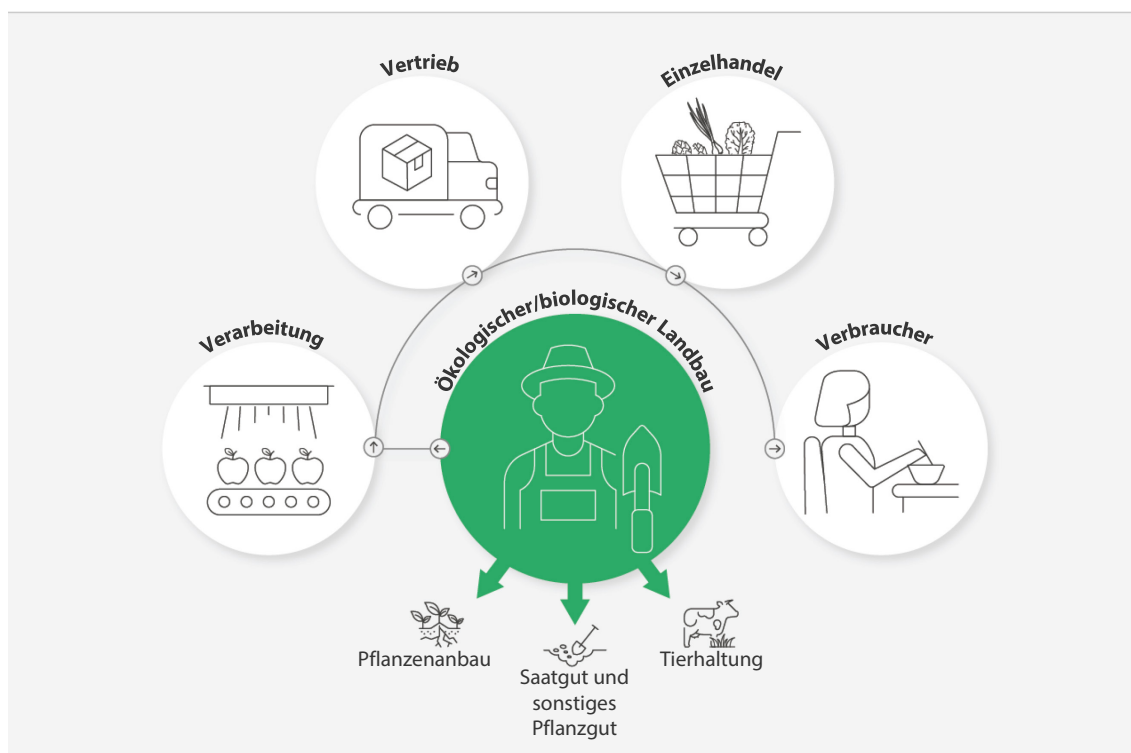 Vertrieb
Einzelhandel
Verarbeitung
Ökologischer/biologischer Landbau
Verbraucher
Pflanzenanbau
Saatgut und
sonstiges
Pflanzgut
Tierhaltung